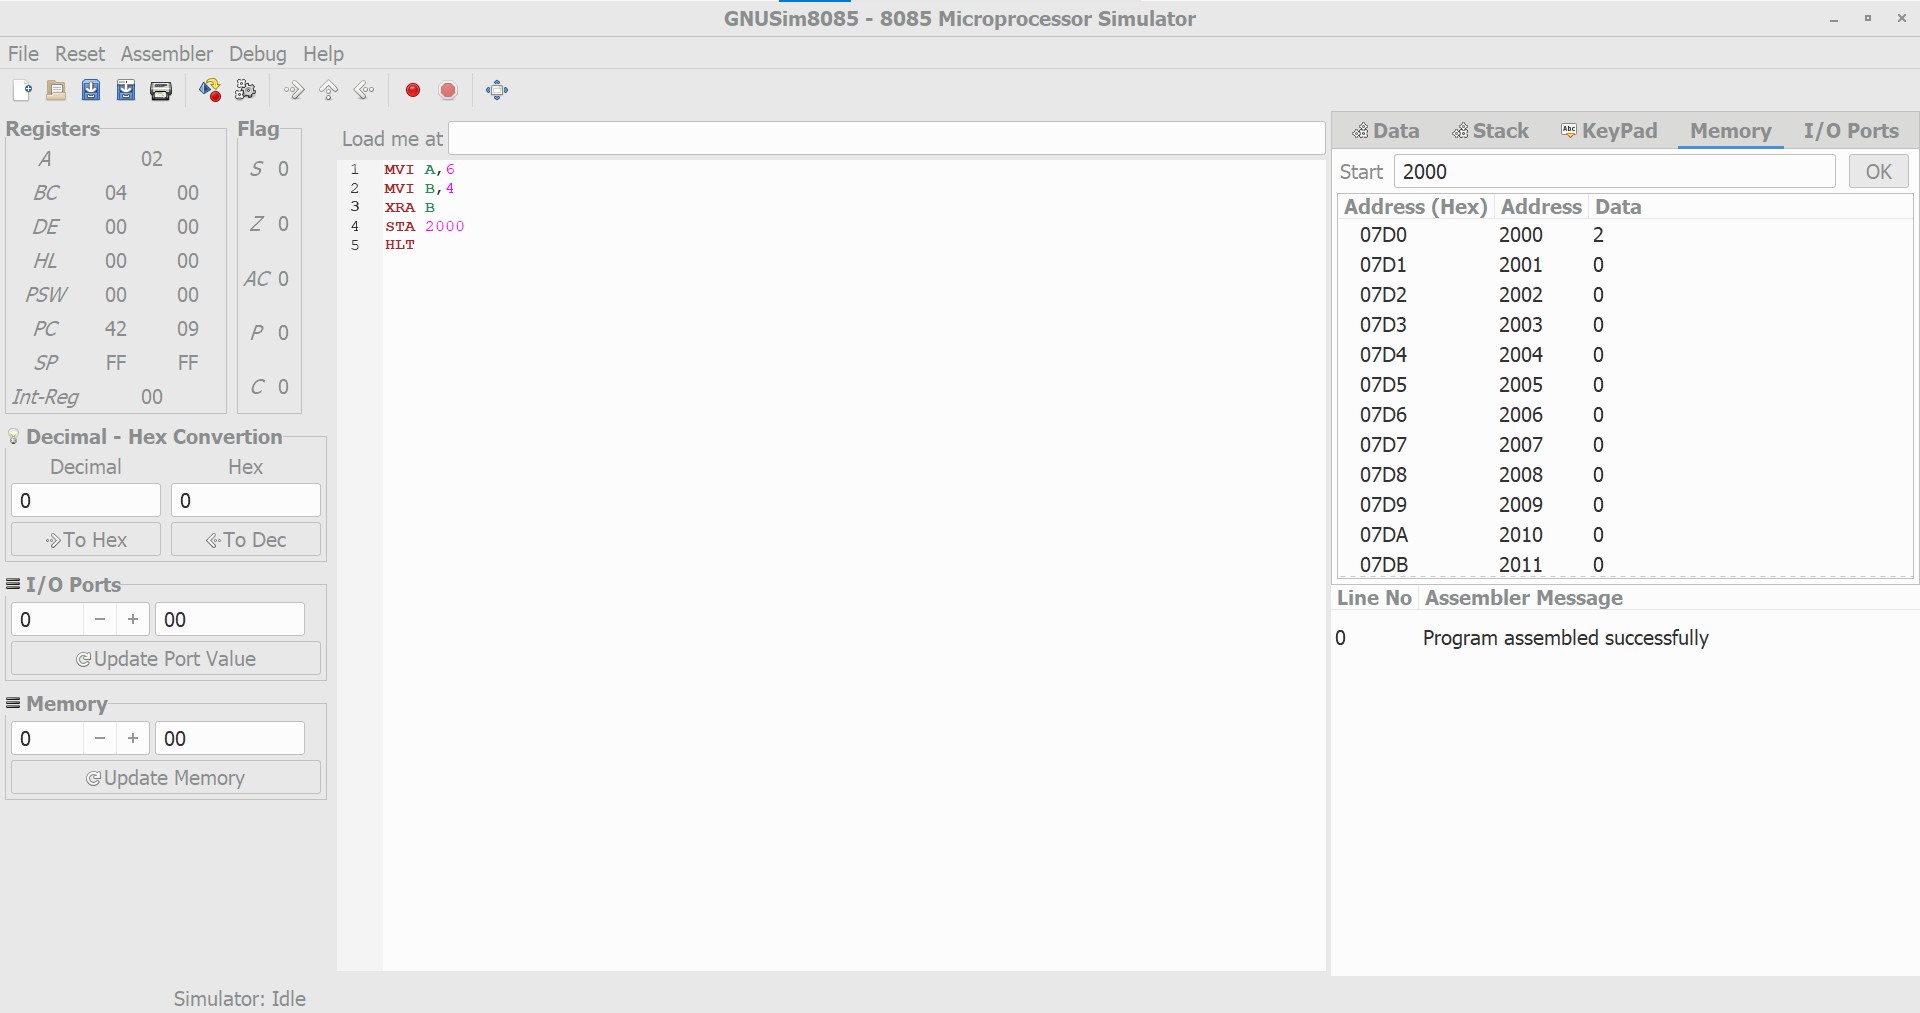 GNUSim8085 - 8085 Microprocessor Simulator
File Reset Assembler Debug Help
Registers
A 02
BC 04 00
DE 00 00
HL 00 00
PSW 00 00
PC 42 09
SP FF FF
Int-Reg 00
Flag
S 0
Z 0
AC 0
P 0
C 0
Decimal - Hex Convertion
Decimal Hex
0 0
To Hex To Dec
I/O Ports
0 − + 00
Update Port Value
Memory
0 − + 00
Update Memory
Load me at
1 MVI A,6
2 MVI B,4
3 XRA B
4 STA 2000
5 HLT
Data Stack Abc KeyPad Memory I/O Ports
Start 2000 OK
Address (Hex) Address Data
07D0 2000 2
07D1 2001 0
07D2 2002 0
07D3 2003 0
07D4 2004 0
07D5 2005 0
07D6 2006 0
07D7 2007 0
07D8 2008 0
07D9 2009 0
07DA 2010 0
07DB 2011 0
Line No Assembler Message
0 Program assembled successfully
Simulator: Idle